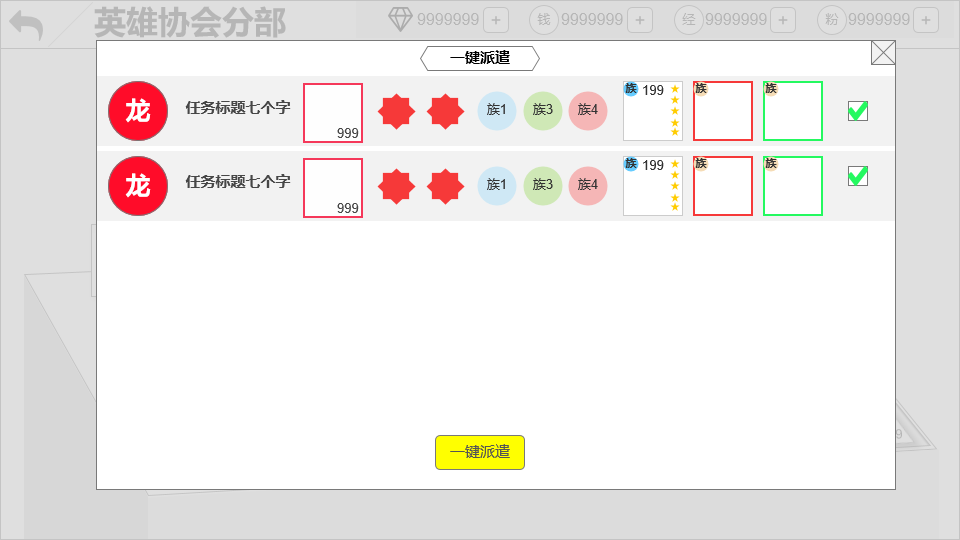 英雄协会分部
9999999 +
钱 9999999 +
经 9999999 +
粉 9999999 +
一键派遣
龙 任务标题七个字 999 族1 族3 族4 族 199 族 族
龙 任务标题七个字 999 族1 族3 族4 族 199 族 族
一键派遣